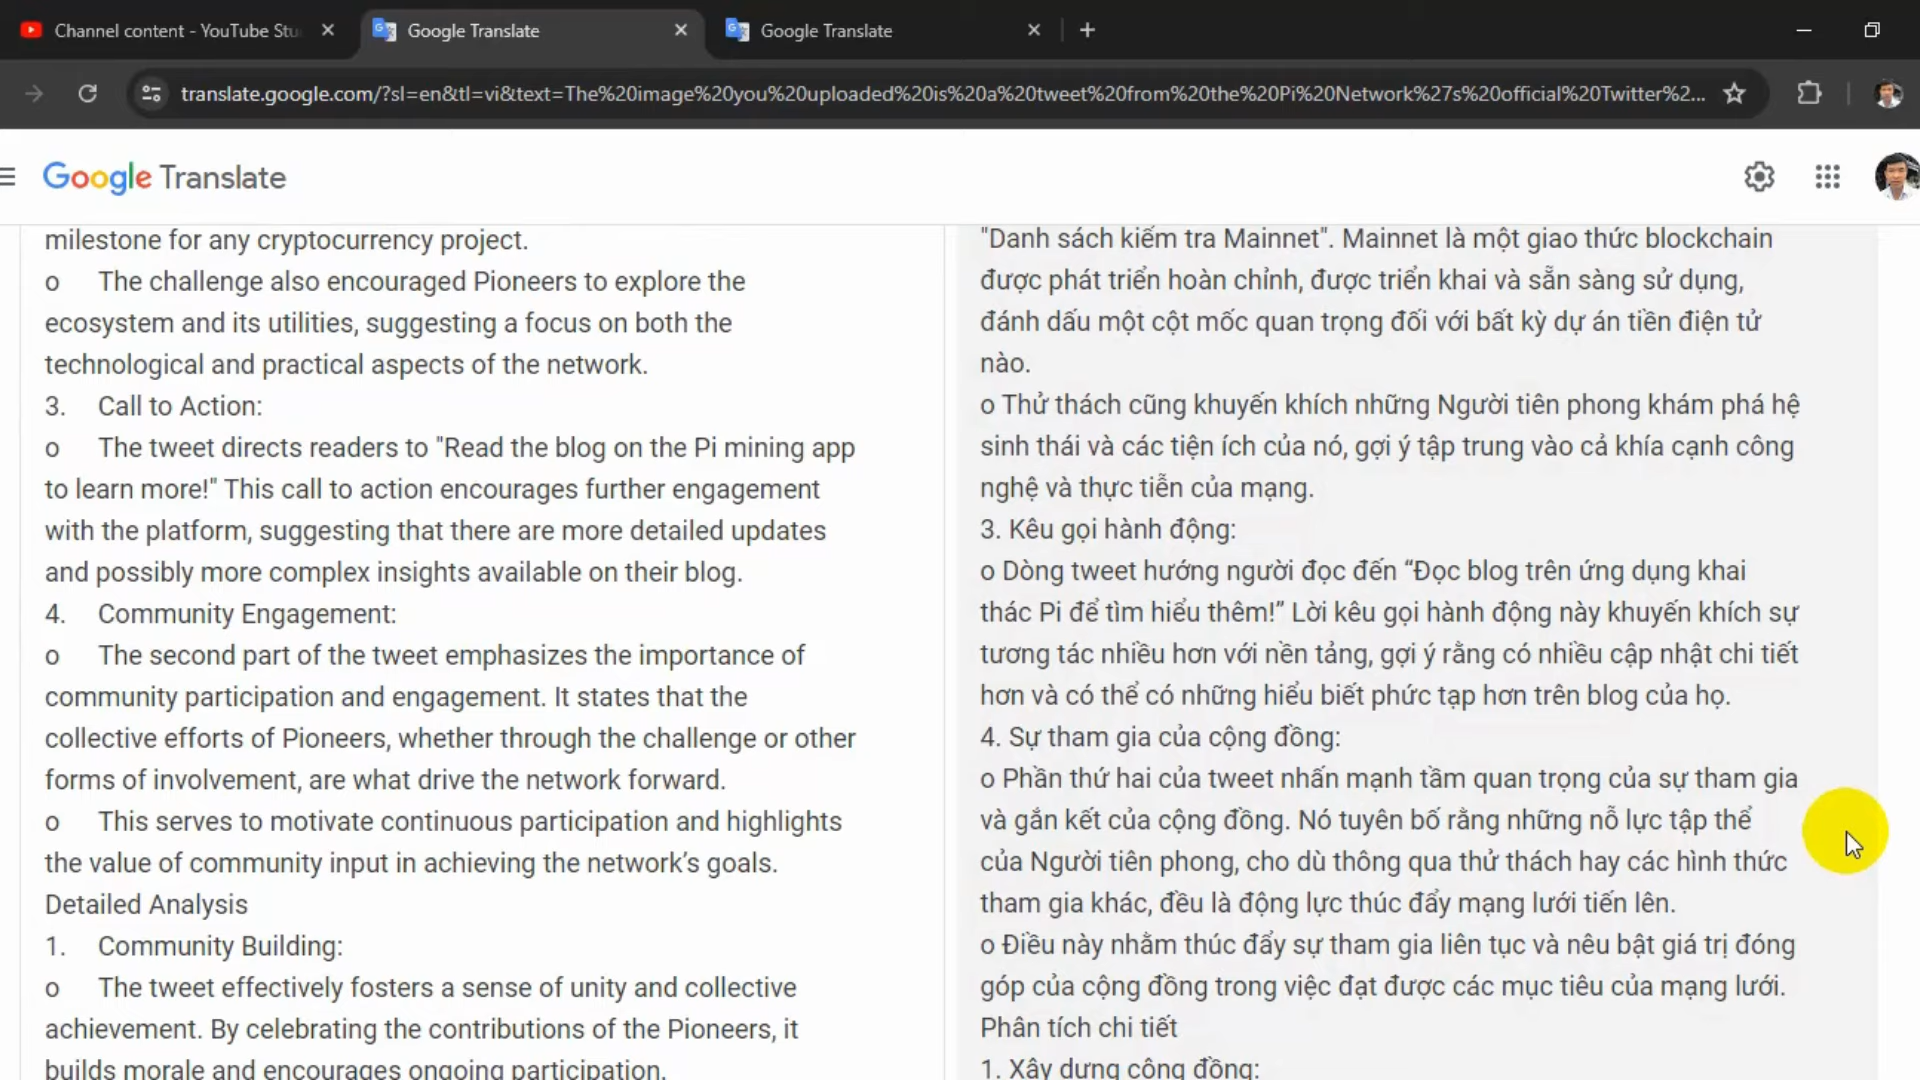 Channel content - YouTube Stu
Google Translate
Google Translate
translate.google.com/?sl=en&tl=vi&text=The%20image%20you%20uploaded%20is%20a%20tweet%20from%20the%20Pi%20Network%27s%20official%20Twitter%2...
Google Translate
milestone for any cryptocurrency project.
o The challenge also encouraged Pioneers to explore the
ecosystem and its utilities, suggesting a focus on both the
technological and practical aspects of the network.
3. Call to Action:
o The tweet directs readers to "Read the blog on the Pi mining app
to learn more!" This call to action encourages further engagement
with the platform, suggesting that there are more detailed updates
and possibly more complex insights available on their blog.
4. Community Engagement:
o The second part of the tweet emphasizes the importance of
community participation and engagement. It states that the
collective efforts of Pioneers, whether through the challenge or other
forms of involvement, are what drive the network forward.
o This serves to motivate continuous participation and highlights
the value of community input in achieving the network’s goals.
Detailed Analysis
1. Community Building:
o The tweet effectively fosters a sense of unity and collective
achievement. By celebrating the contributions of the Pioneers, it
builds morale and encourages ongoing participation.
"Danh sách kiểm tra Mainnet". Mainnet là một giao thức blockchain
được phát triển hoàn chỉnh, được triển khai và sẵn sàng sử dụng,
đánh dấu một cột mốc quan trọng đối với bất kỳ dự án tiền điện tử
nào.
o Thử thách cũng khuyến khích những Người tiên phong khám phá hệ
sinh thái và các tiện ích của nó, gợi ý tập trung vào cả khía cạnh công
nghệ và thực tiễn của mạng.
3. Kêu gọi hành động:
o Dòng tweet hướng người đọc đến “Đọc blog trên ứng dụng khai
thác Pi để tìm hiểu thêm!” Lời kêu gọi hành động này khuyến khích sự
tương tác nhiều hơn với nền tảng, gợi ý rằng có nhiều cập nhật chi tiết
hơn và có thể có những hiểu biết phức tạp hơn trên blog của họ.
4. Sự tham gia của cộng đồng:
o Phần thứ hai của tweet nhấn mạnh tầm quan trọng của sự tham gia
và gắn kết của cộng đồng. Nó tuyên bố rằng những nỗ lực tập thể
của Người tiên phong, cho dù thông qua thử thách hay các hình thức
tham gia khác, đều là động lực thúc đẩy mạng lưới tiến lên.
o Điều này nhằm thúc đẩy sự tham gia liên tục và nêu bật giá trị đóng
góp của cộng đồng trong việc đạt được các mục tiêu của mạng lưới.
Phân tích chi tiết
1. Xây dựng cộng đồng: